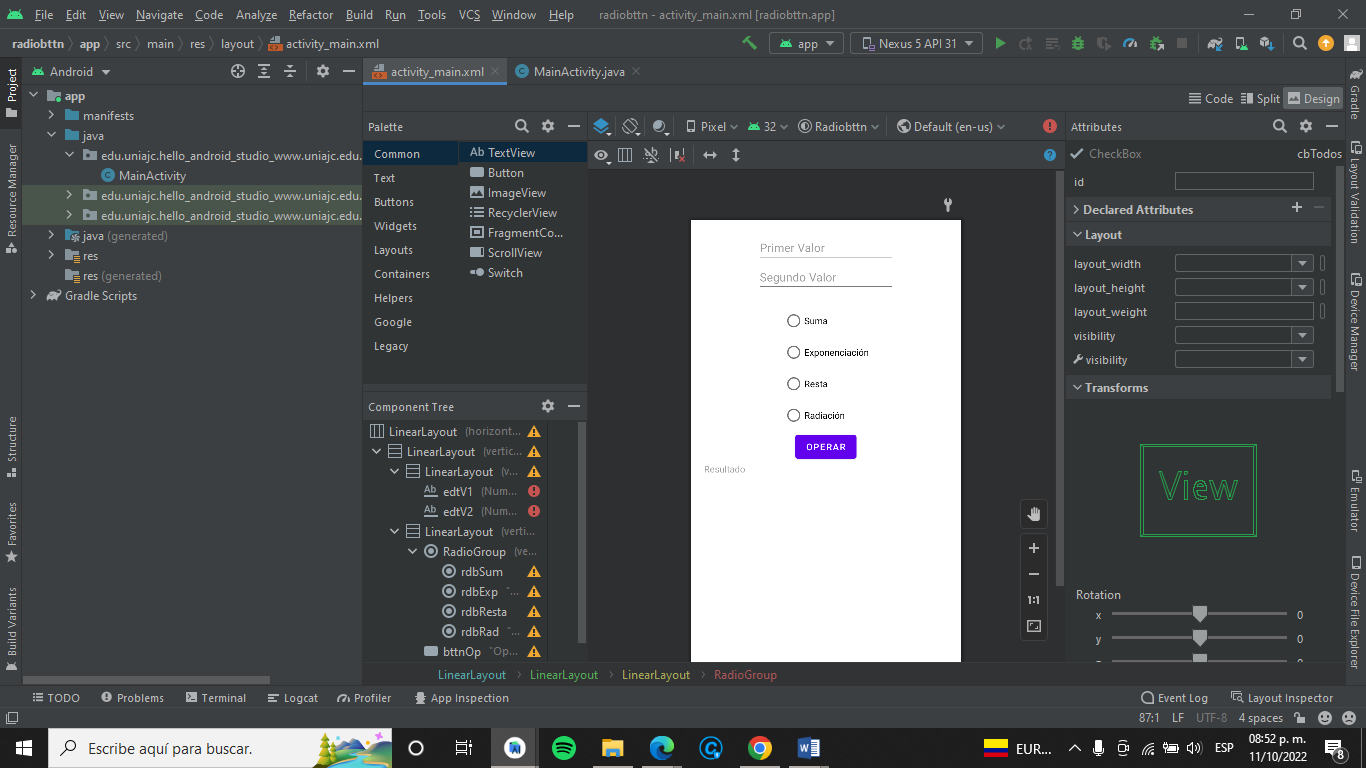 File Edit View Navigate Code Analyze Refactor Build Run Tools VCS Window Help radiobttn - activity_main.xml [radiobttn.app]
radiobttn app src main res layout activity_main.xml app Nexus 5 API 31
Project
Resource Manager
Structure
Favorites
Build Variants
Android
app
manifests
java
edu.uniajc.hello_android_studio_www.uniajc.edu.
MainActivity
edu.uniajc.hello_android_studio_www.uniajc.edu.
edu.uniajc.hello_android_studio_www.uniajc.edu.
java (generated)
res
res (generated)
Gradle Scripts
activity_main.xml MainActivity.java
Code Split Design
Palette
Common
Text
Buttons
Widgets
Layouts
Containers
Helpers
Google
Legacy
Ab TextView
Button
ImageView
RecyclerView
FragmentCo...
ScrollView
Switch
Component Tree
LinearLayout (horizont...
LinearLayout (vertic...
LinearLayout (v...
Ab edtV1 (Num...
Ab edtV2 (Num...
LinearLayout (verti...
RadioGroup (ve...
rdbSum
rdbExp "...
rdbResta
rdbRad "...
bttnOp "Op...
Pixel 32 Radiobttn Default (en-us)
Primer Valor
Segundo Valor
Suma
Exponenciación
Resta
Radiación
OPERAR
Resultado
1:1
LinearLayout LinearLayout LinearLayout RadioGroup
Attributes
CheckBox cbTodos
id
Declared Attributes
Layout
layout_width
layout_height
layout_weight
visibility
visibility
Transforms
View
Rotation
x 0
y 0
Gradle
Layout Validation
Device Manager
Emulator
Device File Explorer
TODO Problems Terminal Logcat Profiler App Inspection Event Log Layout Inspector
87:1 LF UTF-8 4 spaces
Escribe aquí para buscar. EUR... ESP 08:52 p. m.
11/10/2022 8